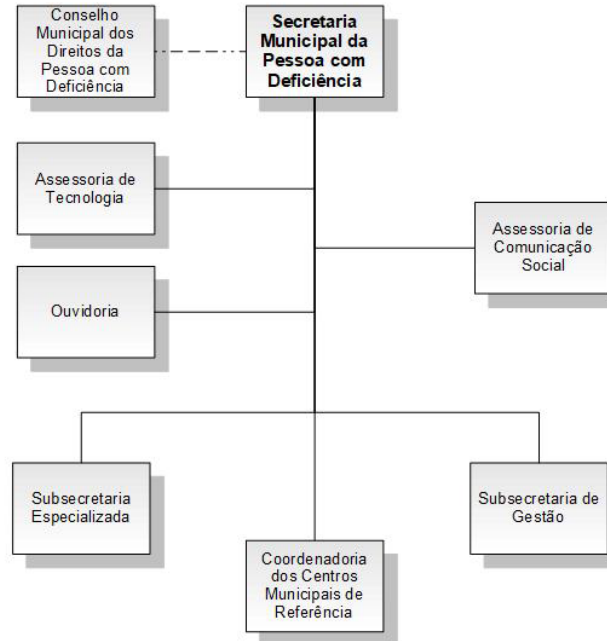 Conselho
Municipal dos
Direitos da
Pessoa com
Deficiência
Secretaria
Municipal da
Pessoa com
Deficiência
Assessoria de
Tecnologia
Assessoria de
Comunicação
Social
Ouvidoria
Subsecretaria
Especializada
Coordenadoria
dos Centros
Municipais de
Referência
Subsecretaria de
Gestão